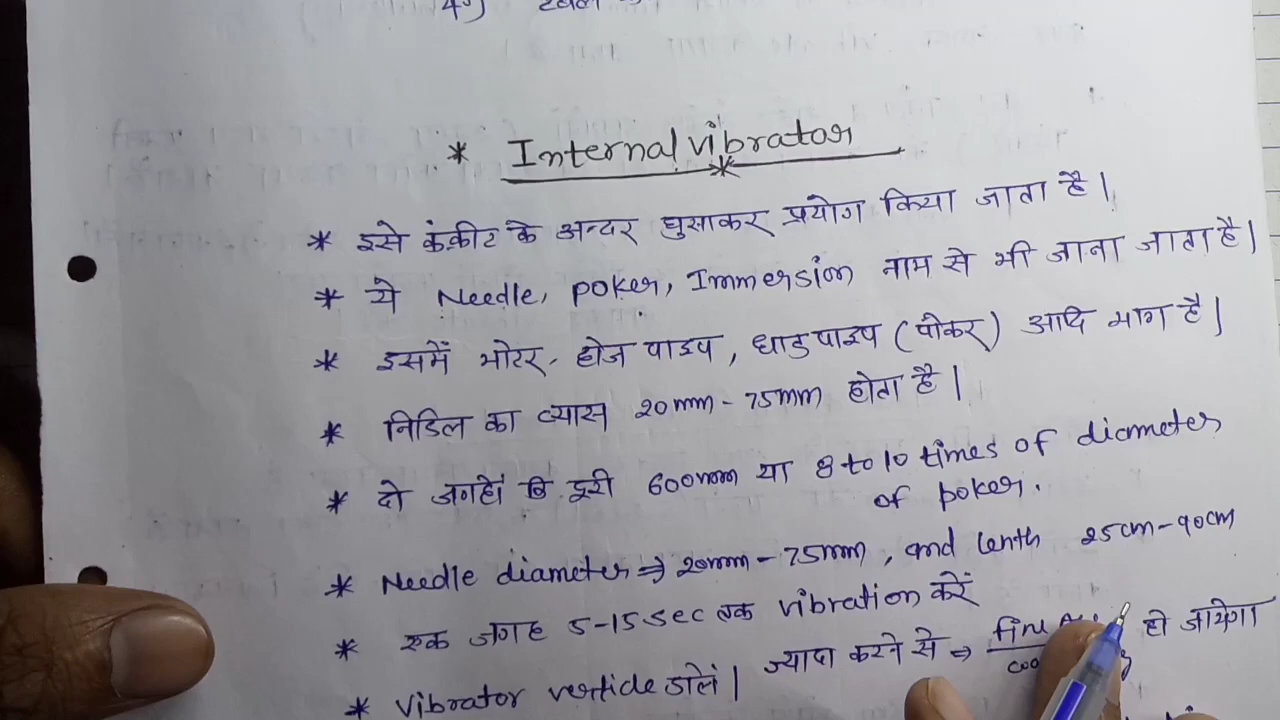 4.)
* Internal vibrator *
* इसे कंक्रीट के अन्दर घुसाकर प्रयोग किया जाता है।
* ये Needle, poker, Immersion नाम से भी जाना जाता है।
* इसमें मोटर, होज पाइप, धातु पाइप (पोकर) आदि भाग है।
* निडिल का व्यास 20mm - 75mm होता है।
* दो जगहों दूरी 600mm या 8 to 10 times of diameter
of poker.
* Needle diameter ⇒ 20mm - 75mm, and lenth 25cm - 90cm
* एक जगह 5-15 sec तक vibration करें
ज्यादा करने से ⇒ fine हो जायेगा
* vibrator verticle डालें।